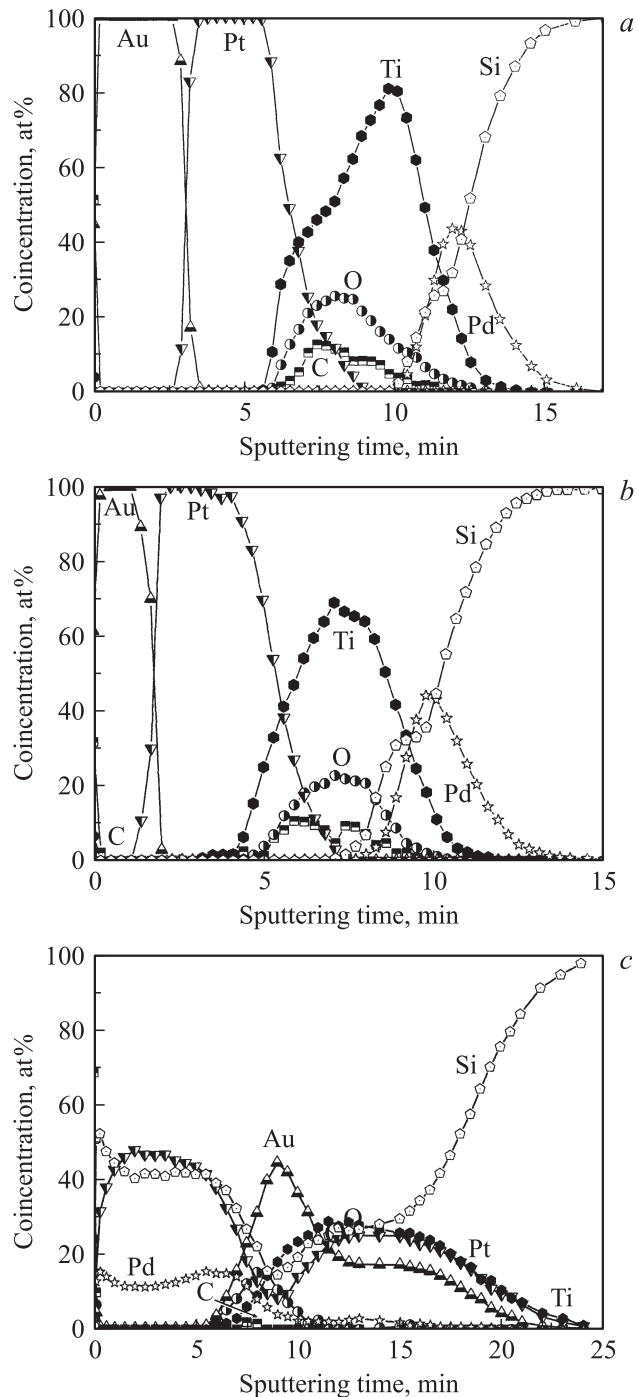 a
100
80
60
40
20
0
Coincentration, at%
Au
Pt
Ti
Si
O
C
Pd
0 5 10 15
Sputtering time, min
b
100
80
60
40
20
0
Concentration, at%
Au
Pt
Si
Ti
O
C
Pd
0 5 10 15
Sputtering time, min
c
100
80
60
40
20
0
Coincentration, at%
Si
Au
O
Pd
C
Pt
Ti
0 5 10 15 20 25
Sputtering time, min